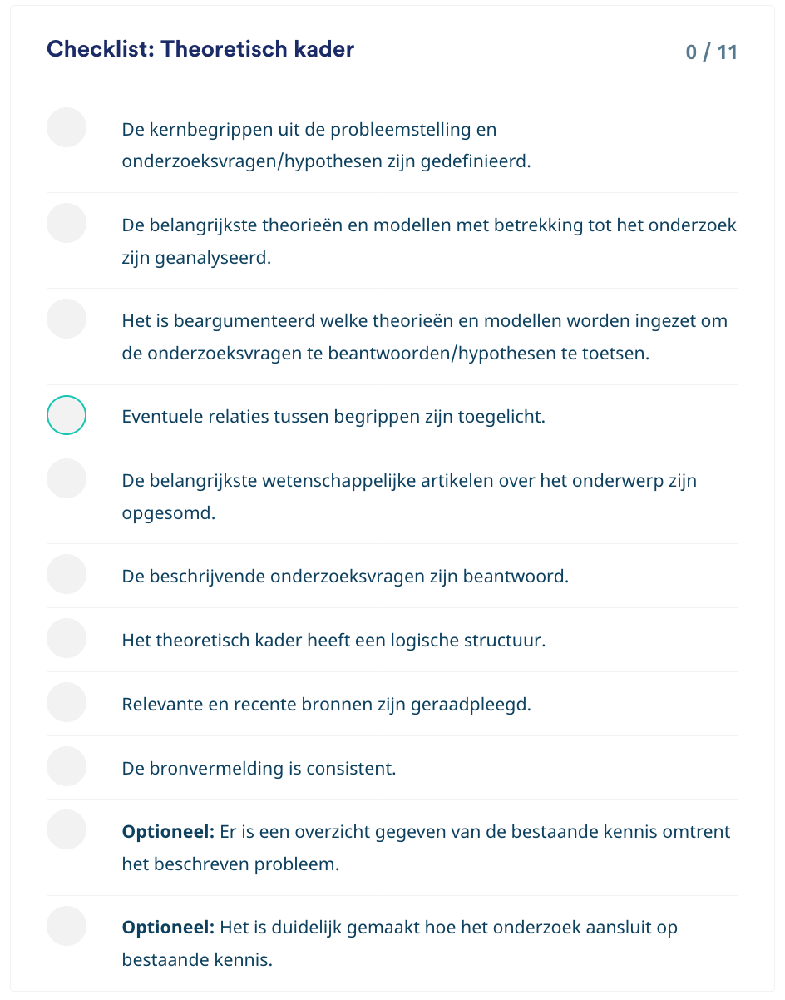 Checklist: Theoretisch kader
0 / 11
De kernbegrippen uit de probleemstelling en
onderzoeksvragen/hypothesen zijn gedefinieerd.
De belangrijkste theorieën en modellen met betrekking tot het onderzoek
zijn geanalyseerd.
Het is beargumenteerd welke theorieën en modellen worden ingezet om
de onderzoeksvragen te beantwoorden/hypothesen te toetsen.
Eventuele relaties tussen begrippen zijn toegelicht.
De belangrijkste wetenschappelijke artikelen over het onderwerp zijn
opgesomd.
De beschrijvende onderzoeksvragen zijn beantwoord.
Het theoretisch kader heeft een logische structuur.
Relevante en recente bronnen zijn geraadpleegd.
De bronvermelding is consistent.
Optioneel: Er is een overzicht gegeven van de bestaande kennis omtrent
het beschreven probleem.
Optioneel: Het is duidelijk gemaakt hoe het onderzoek aansluit op
bestaande kennis.